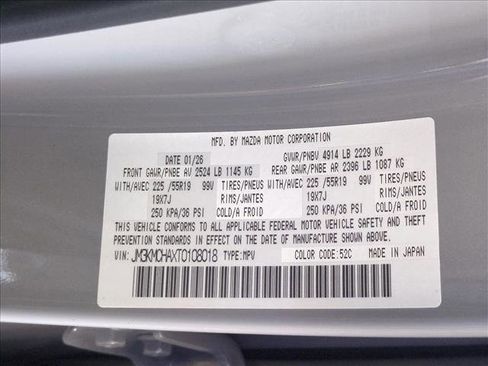 MFD. BY MAZDA MOTOR CORPORATION
DATE 01/26 GVWR/PNBV 4914 LB 2229 KG
FRONT GAWR/PNBE AV 2524 LB 1145 KG REAR GAWR/PNBE AR 2396 LB 1087 KG
WITH/AVEC 225 /55R19 99V TIRES/PNEUS WITH/AVEC 225 /55R19 99V TIRES/PNEUS
19X7J RIMS/JANTES 19X7J RIMS/JANTES
250 KPA/36 PSI COLD/A FROID 250 KPA/36 PSI COLD/A FROID
THIS VEHICLE CONFORMS TO ALL APPLICABLE FEDERAL MOTOR VEHICLE SAFETY AND THEFT
PREVENTION STANDARDS IN EFFECT ON THE DATE OF MANUFACTURE SHOWN ABOVE.
VIN: JM3KMCHAXT0108018 TYPE: MPV COLOR CODE: 52C MADE IN JAPAN